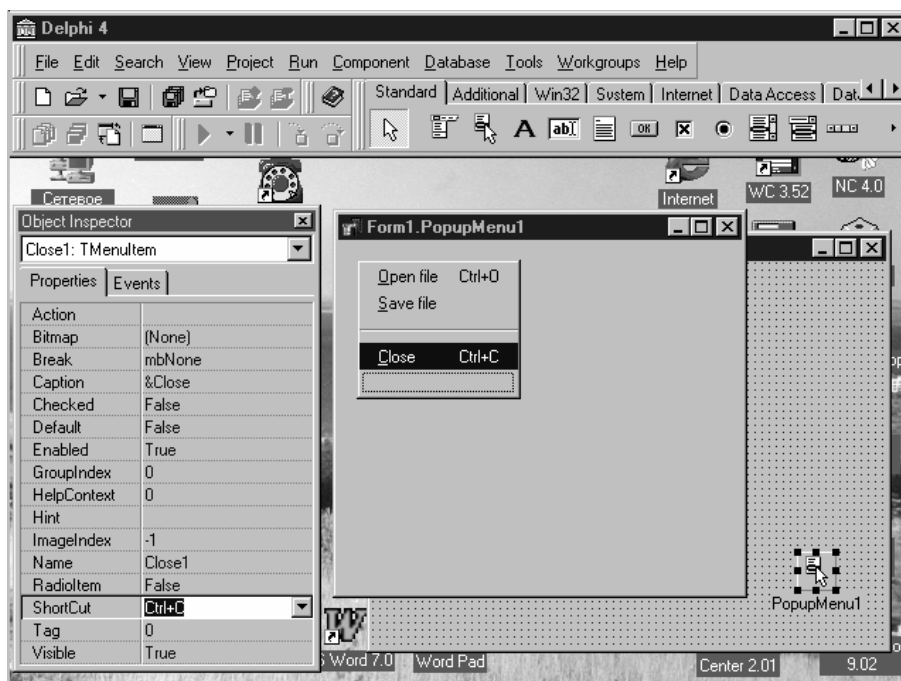 Delphi 4
File Edit Search View Project Run Component Database Tools Workgroups Help
Standard Additional Win32 System Internet Data Access Dat
A ab OK
Сетевое
Internet
WC 3.52
NC 4.0
Object Inspector
Close1: TMenuItem
Properties Events
Action
Bitmap (None)
Break mbNone
Caption &Close
Checked False
Default False
Enabled True
GroupIndex 0
HelpContext 0
Hint
ImageIndex -1
Name Close1
RadioItem False
ShortCut Ctrl+C
Tag 0
Visible True
Form1.PopupMenu1
Open file Ctrl+O
Save file
Close Ctrl+C
PopupMenu1
S Word 7.0
Word Pad
Center 2.01
9.02